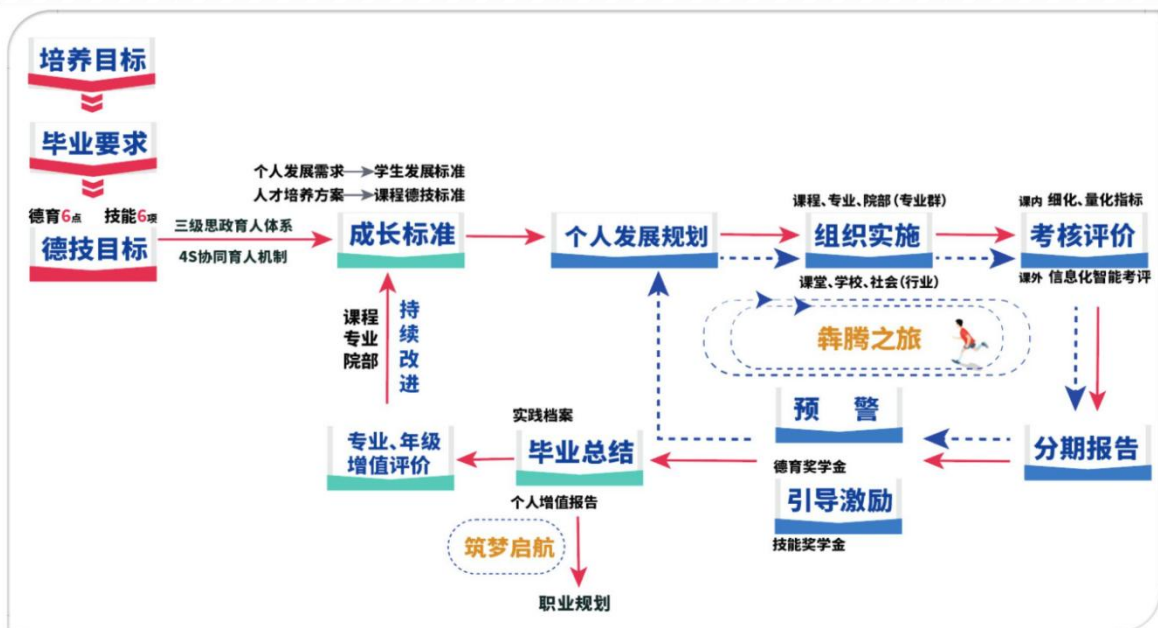 培养目标
毕业要求
德育6点 技能6项
德技目标
三级思政育人体系
4S协同育人机制
个人发展需求 学生发展标准
人才培养方案 课程德技标准
成长标准
个人发展规划
课程、专业、院部(专业群)
组织实施
课堂、学校、社会(行业)
课内 细化、量化指标
考核评价
课外 信息化智能考评
课程
专业
院部
持续改进
犇腾之旅
预 警
分期报告
德育奖学金
引导激励
技能奖学金
实践档案
毕业总结
个人增值报告
专业、年级
增值评价
筑梦启航
职业规划